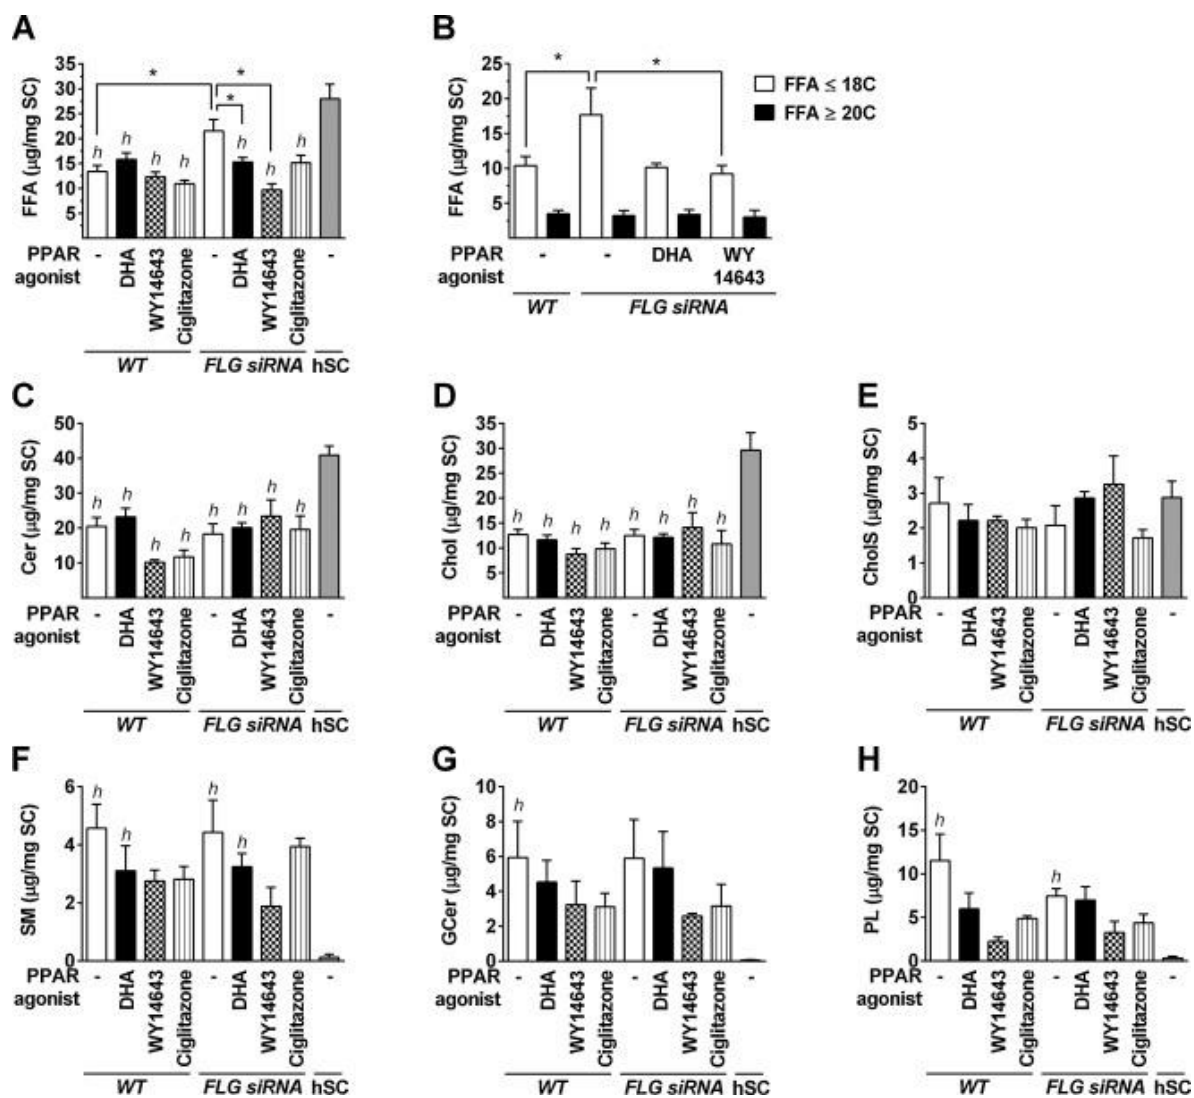 A
FFA (μg/mg SC)
35
30
25
20
15
10
5
* * *
h h h h h h h
PPAR agonist
- DHA WY14643 Ciglitazone - DHA WY14643 Ciglitazone
WT FLG siRNA hSC
B
FFA (μg/mg SC)
25
20
15
10
5
* *
FFA ≤ 18C
FFA ≥ 20C
PPAR agonist
- - DHA WY 14643
WT FLG siRNA
C
Cer (μg/mg SC)
50
40
30
20
10
h h h h h h h h
PPAR agonist
- DHA WY14643 Ciglitazone - DHA WY14643 Ciglitazone -
WT FLG siRNA hSC
D
Chol (μg/mg SC)
35
30
25
20
15
10
5
h h h h h h h h
PPAR agonist
- DHA WY14643 Ciglitazone - DHA WY14643 Ciglitazone -
WT FLG siRNA hSC
E
CholS (μg/mg SC)
5
4
3
2
1
0
PPAR agonist
- DHA WY14643 Ciglitazone - DHA WY14643 Ciglitazone -
WT FLG siRNA hSC
F
SM (μg/mg SC)
6
4
2
0
h h h h
PPAR agonist
- DHA WY14643 Ciglitazone - DHA WY14643 Ciglitazone -
WT FLG siRNA hSC
G
GCer (μg/mg SC)
10
8
6
4
2
0
h
PPAR agonist
- DHA WY14643 Ciglitazone - DHA WY14643 Ciglitazone -
WT FLG siRNA hSC
H
PL (μg/mg SC)
20
15
10
5
0
h h
PPAR agonist
- DHA WY14643 Ciglitazone - DHA WY14643 Ciglitazone -
WT FLG siRNA hSC